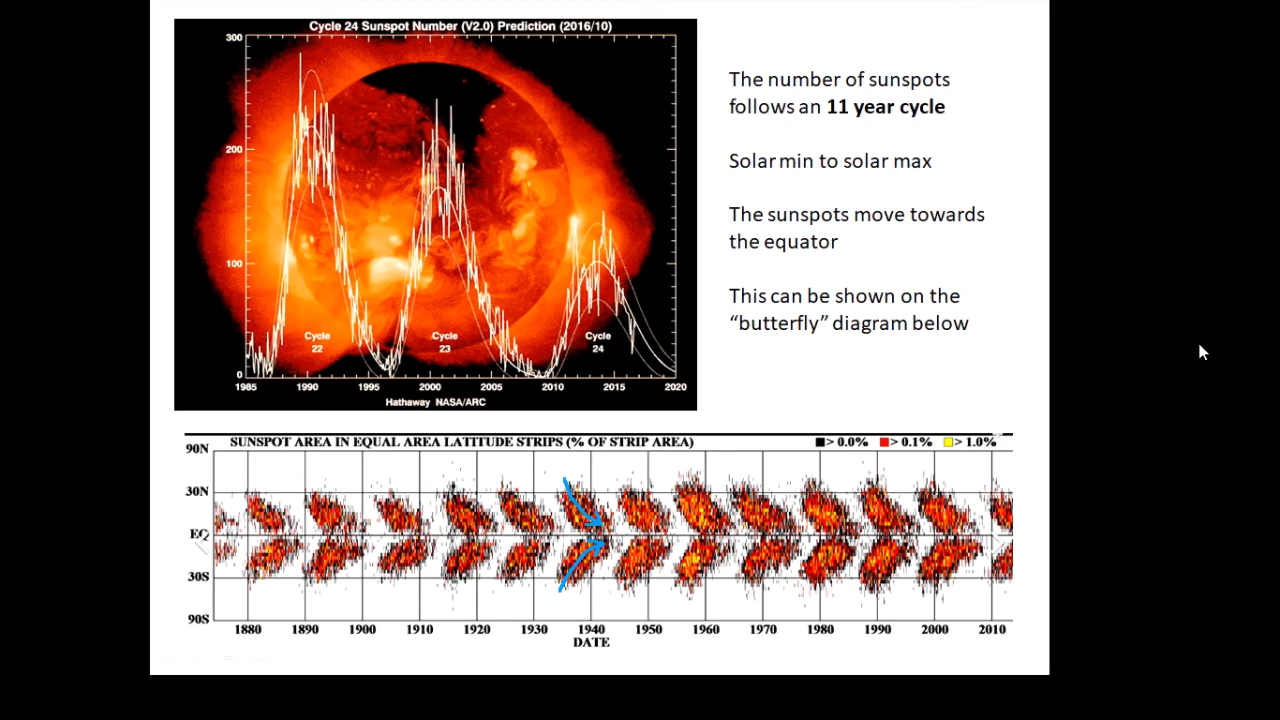 Cycle 24 Sunspot Number (V2.0) Prediction (2016/10)
300
200
100
0
Cycle
22
Cycle
23
Cycle
24
1985 1990 1995 2000 2005 2010 2015 2020
Hathaway NASA/ARC
The number of sunspots
follows an 11 year cycle
Solar min to solar max
The sunspots move towards
the equator
This can be shown on the
“butterfly” diagram below
SUNSPOT AREA IN EQUAL AREA LATITUDE STRIPS (% OF STRIP AREA) > 0.0% > 0.1% > 1.0%
90N
30N
EQ
30S
90S
1880 1890 1900 1910 1920 1930 1940 1950 1960 1970 1980 1990 2000 2010
DATE